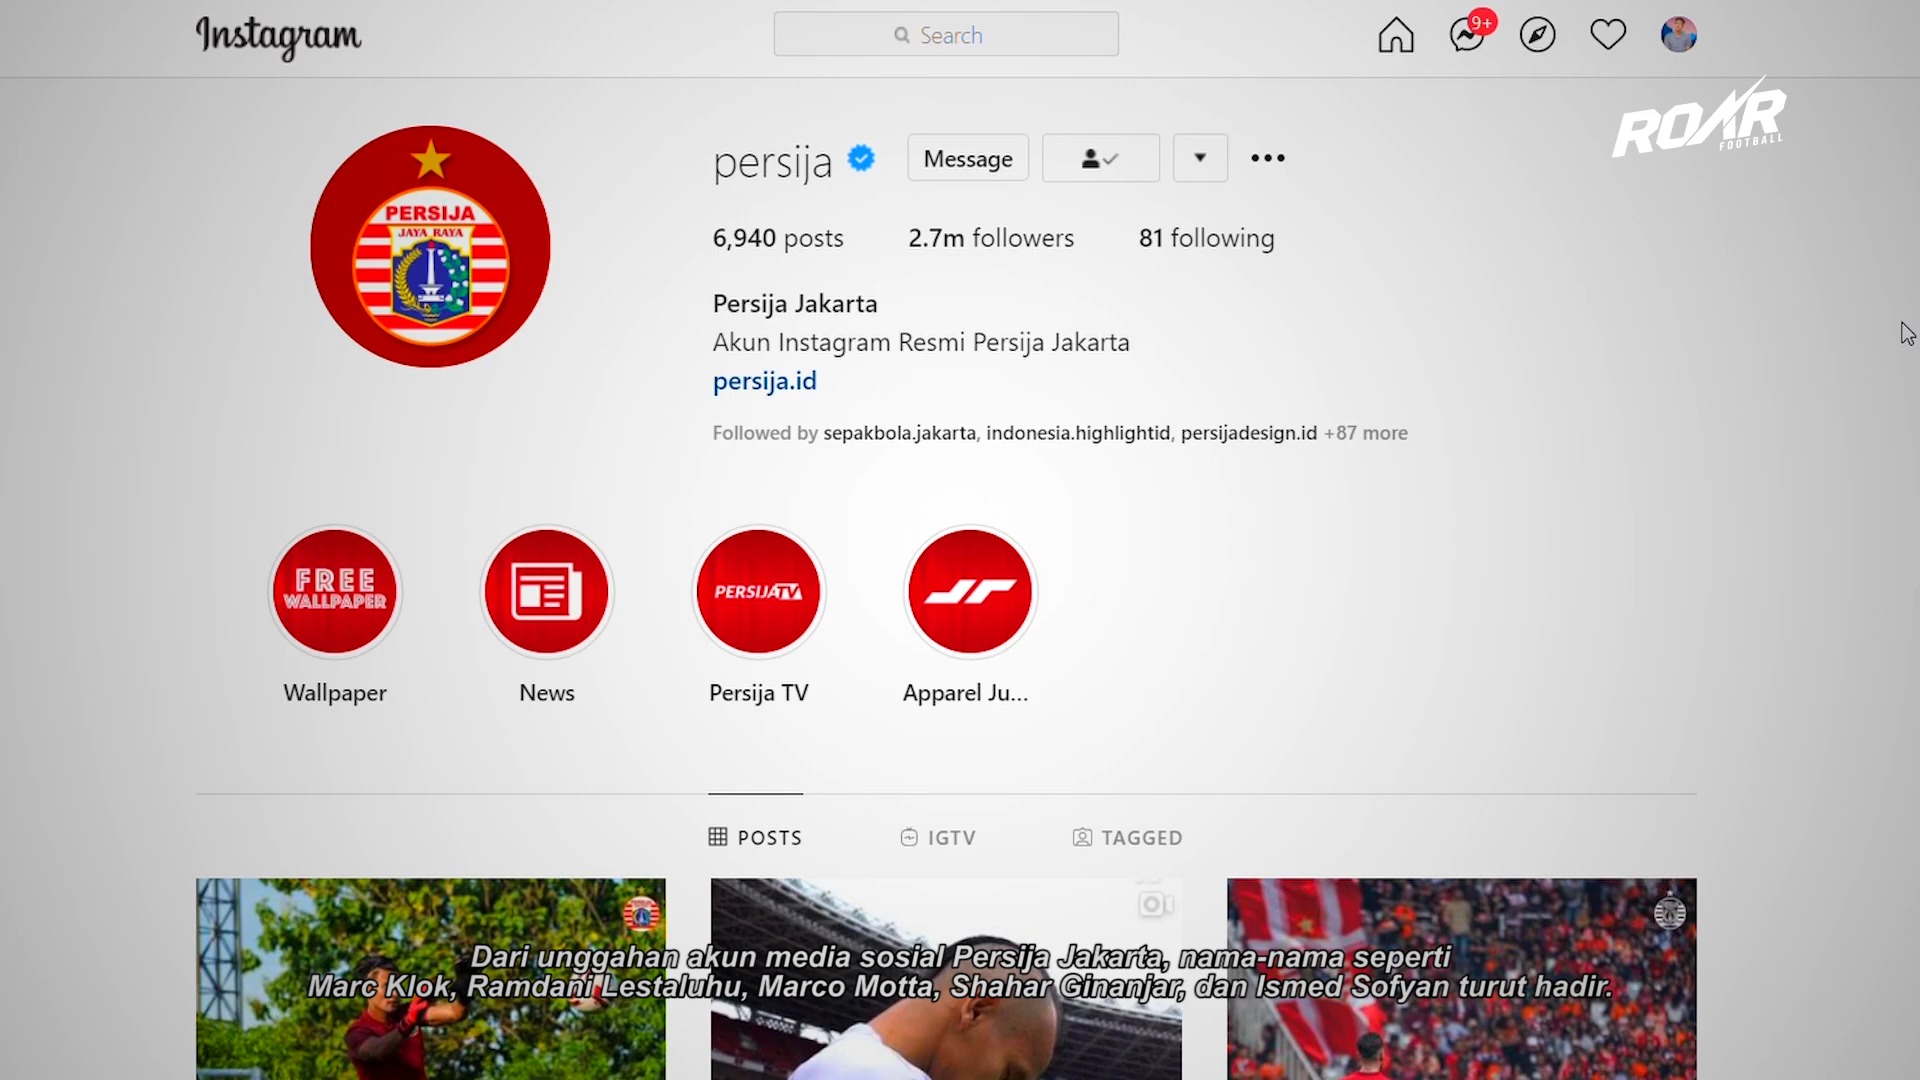 Instagram
Search
9+
ROAR
FOOTBALL
PERSIJA
JAYA RAYA
persija
Message
6,940 posts
2.7m followers
81 following
Persija Jakarta
Akun Instagram Resmi Persija Jakarta
persija.id
Followed by sepakbola.jakarta, indonesia.highlightid, persijadesign.id +87 more
FREE
WALLPAPER
PERSIJATV
Wallpaper
News
Persija TV
Apparel Ju...
POSTS
IGTV
TAGGED
Dari unggahan akun media sosial Persija Jakarta, nama-nama seperti
Marc Klok, Ramdani Lestaluhu, Marco Motta, Shahar Ginanjar, dan Ismed Sofyan turut hadir.